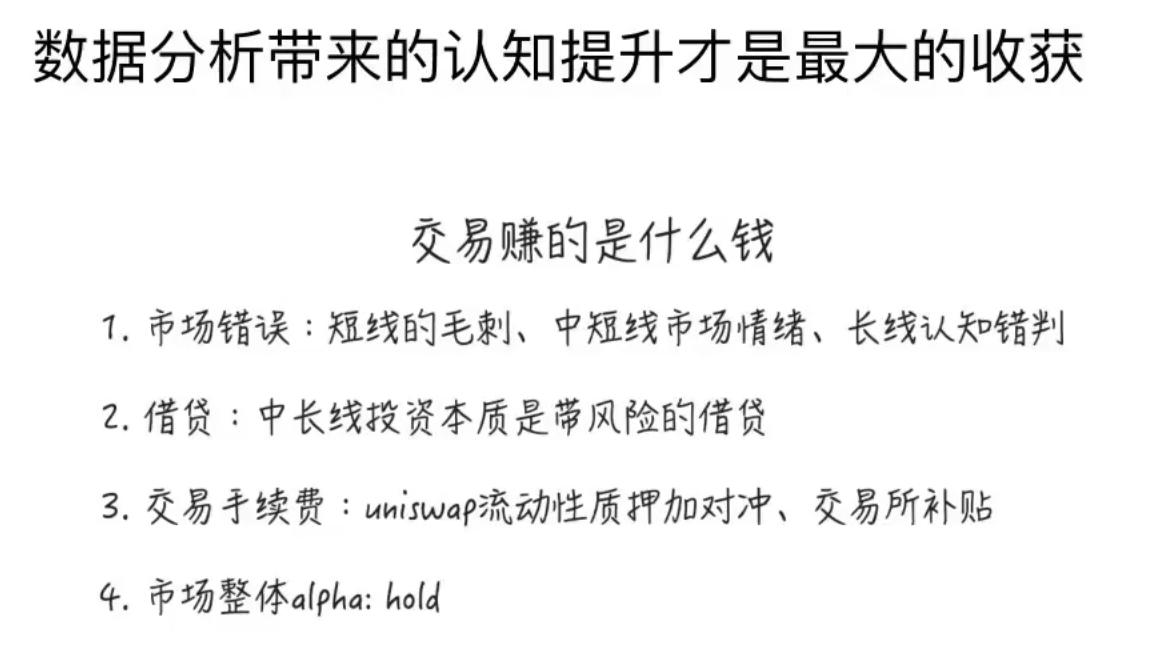 数据分析带来的认知提升才是最大的收获
交易赚的是什么钱
1. 市场错误：短线的毛刺、中短线市场情绪、长线认知错判
2. 借贷：中长线投资本质是带风险的借贷
3. 交易手续费：uniswap流动性质押加对冲、交易所补贴
4. 市场整体alpha: hold